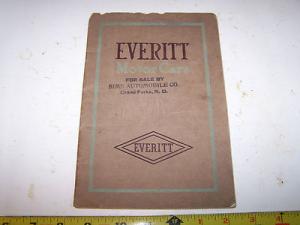 EVERITT
Motor Cars
FOR SALE BY
AUTOMOBILE CO.
Grand Forks, N. D.
EVERITT